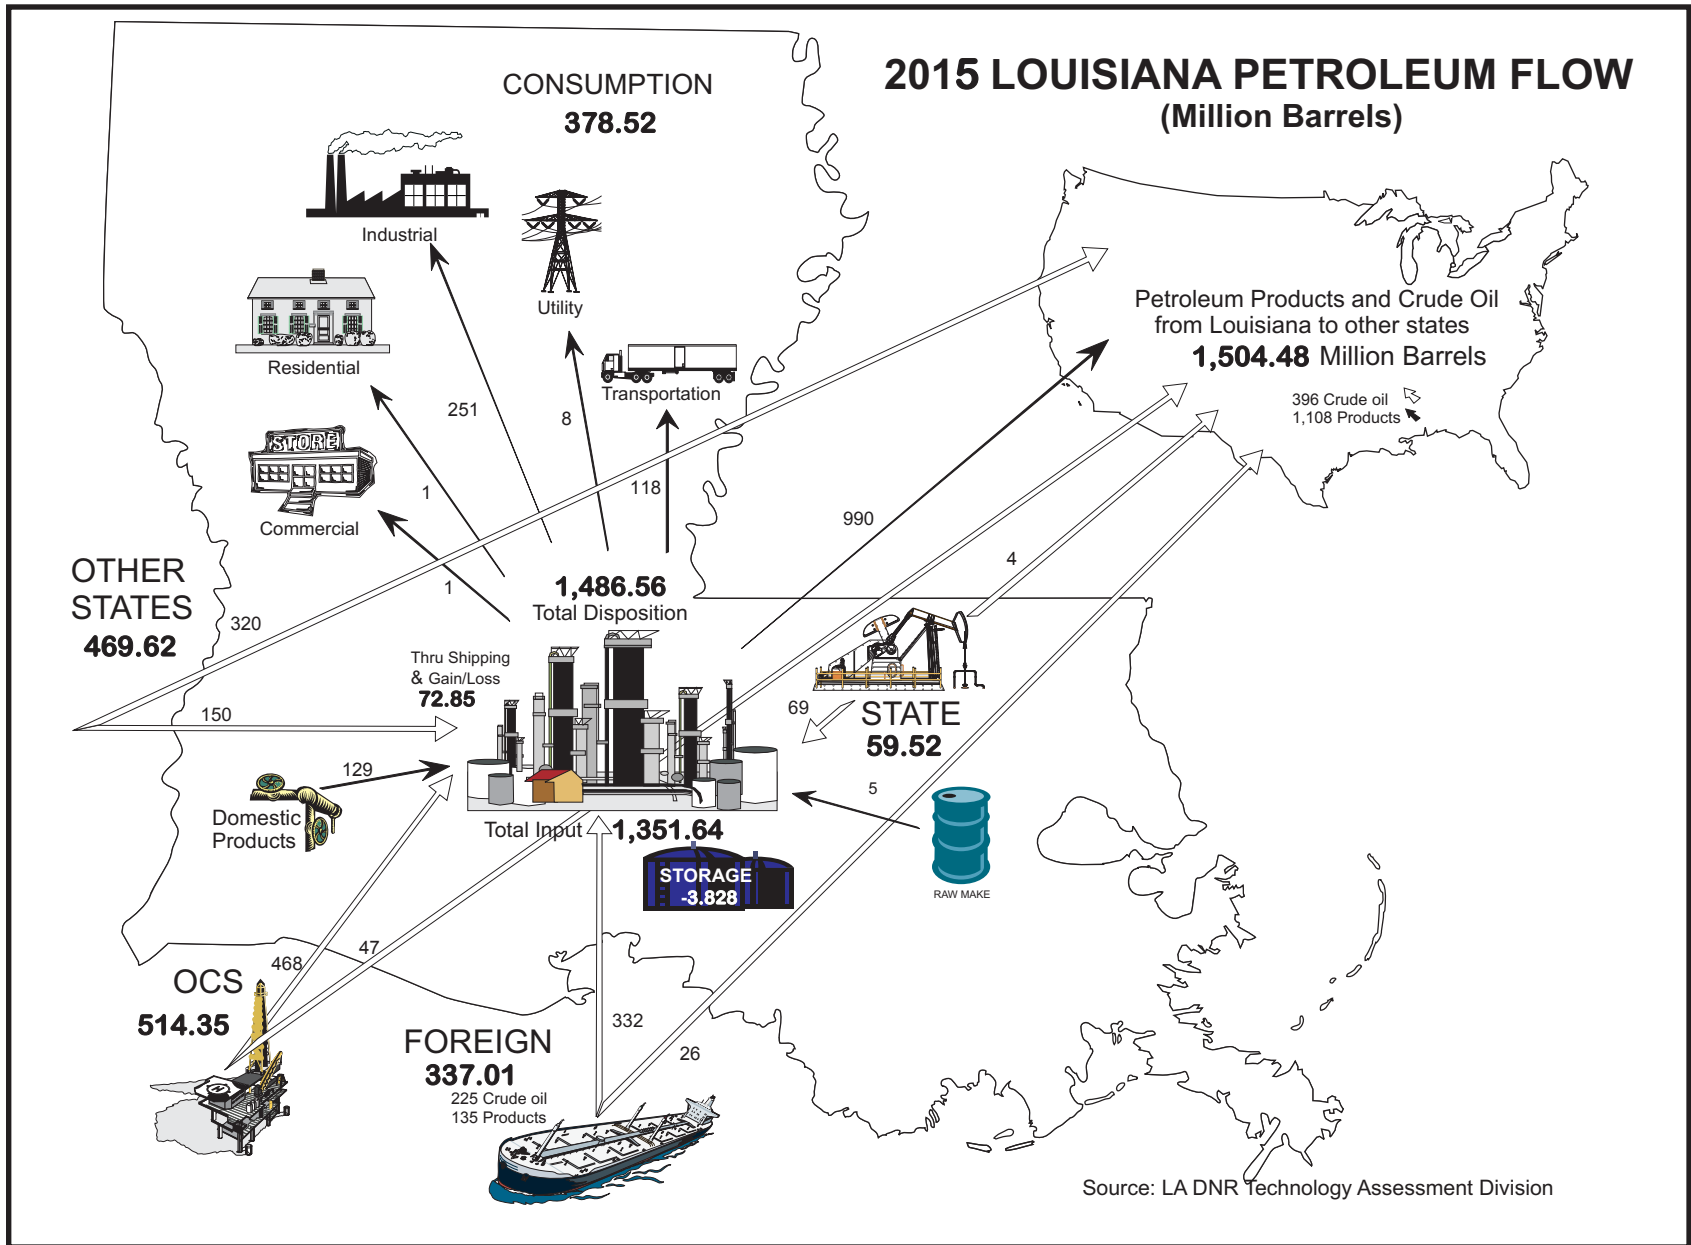 2015 LOUISIANA PETROLEUM FLOW
(Million Barrels)
CONSUMPTION
378.52
Industrial
Utility
Residential
Transportation
Commercial
STORE
251
8
118
1
1
990
4
Petroleum Products and Crude Oil
from Louisiana to other states
1,504.48 Million Barrels
396 Crude oil
1,108 Products
OTHER
STATES
469.62
320
150
1,486.56
Total Disposition
Thru Shipping
& Gain/Loss
72.85
69
STATE
59.52
129
Domestic
Products
5
RAW MAKE
Total Input 1,351.64
STORAGE
-3.828
OCS
514.35
468
47
FOREIGN
337.01
225 Crude oil
135 Products
332
26
Source: LA DNR Technology Assessment Division